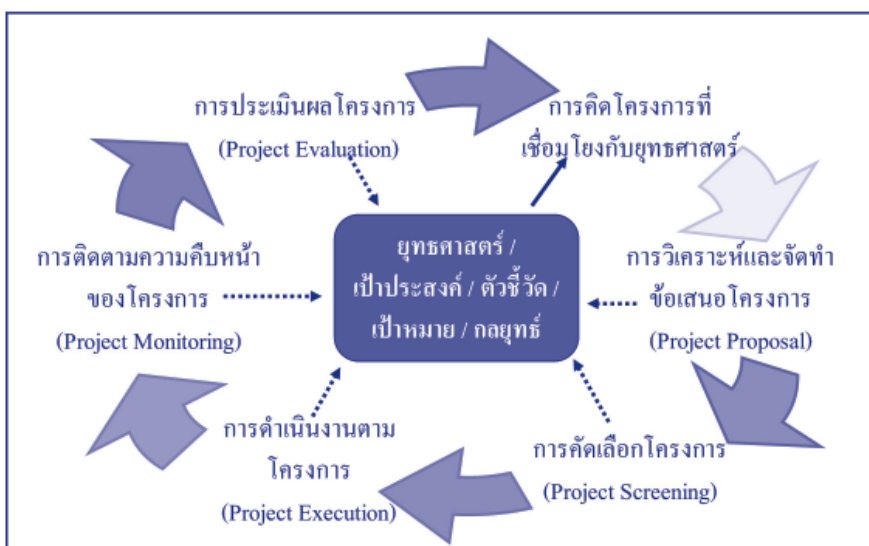 การประเมินผลโครงการ
(Project Evaluation)
การคิดโครงการที่
เชื่อมโยงกับยุทธศาสตร์
การวิเคราะห์และจัดทำ
ข้อเสนอโครงการ
(Project Proposal)
การคัดเลือกโครงการ
(Project Screening)
การดำเนินงานตาม
โครงการ
(Project Execution)
การติดตามความคืบหน้า
ของโครงการ
(Project Monitoring)
ยุทธศาสตร์ /
เป้าประสงค์ / ตัวชี้วัด /
เป้าหมาย / กลยุทธ์